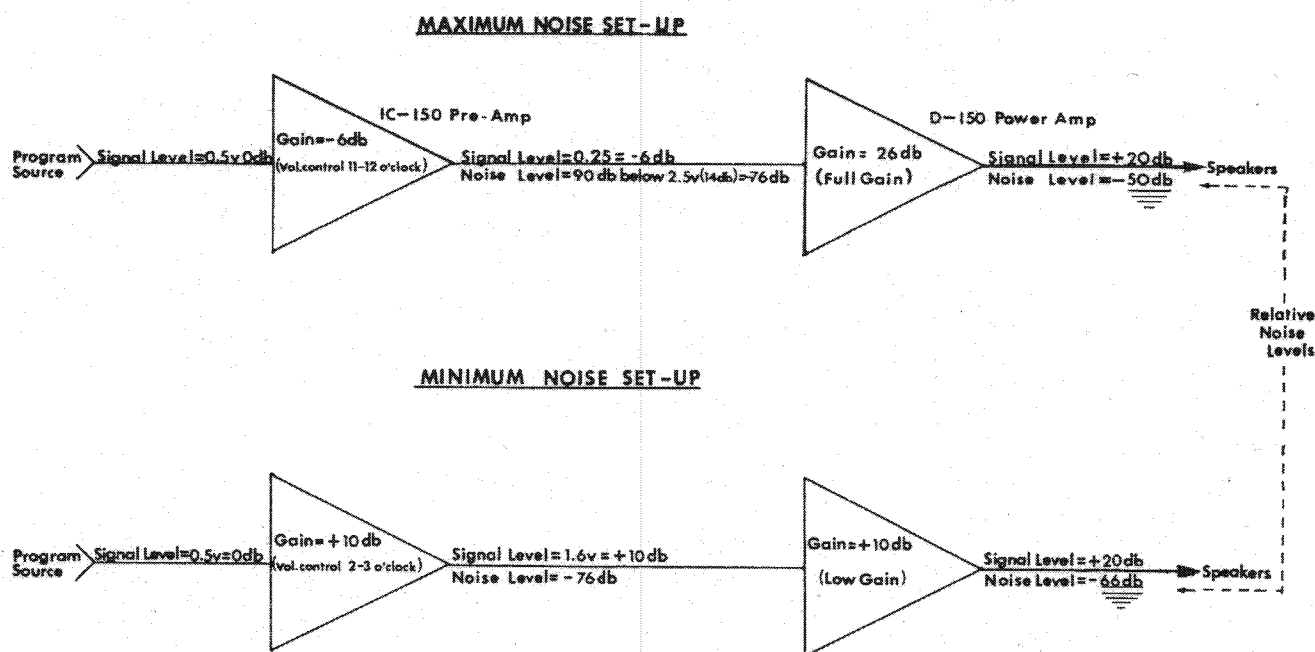 MAXIMUM NOISE SET-UP
IC-150 Pre-Amp
D-150 Power Amp
Program
Source
Signal Level=0.5v0db
Gain=-6db
(Vol.control 11-12 o'clock)
Signal Level=0.25 = -6db
Noise Level=90db below 2.5v(14db)=-76db
Gain= 26db
(Full Gain)
Signal Level=+20db
Noise Level=-50db
Speakers
Relative
Noise
Levels
MINIMUM NOISE SET-UP
Program
Source
Signal Level=0.5v=0db
Gain=+10db
(Vol.control 2-3 o'clock)
Signal Level=1.6v=+10db
Noise Level=-76db
Gain=+10db
(Low Gain)
Signal Level=+20db
Noise Level=-66db
Speakers